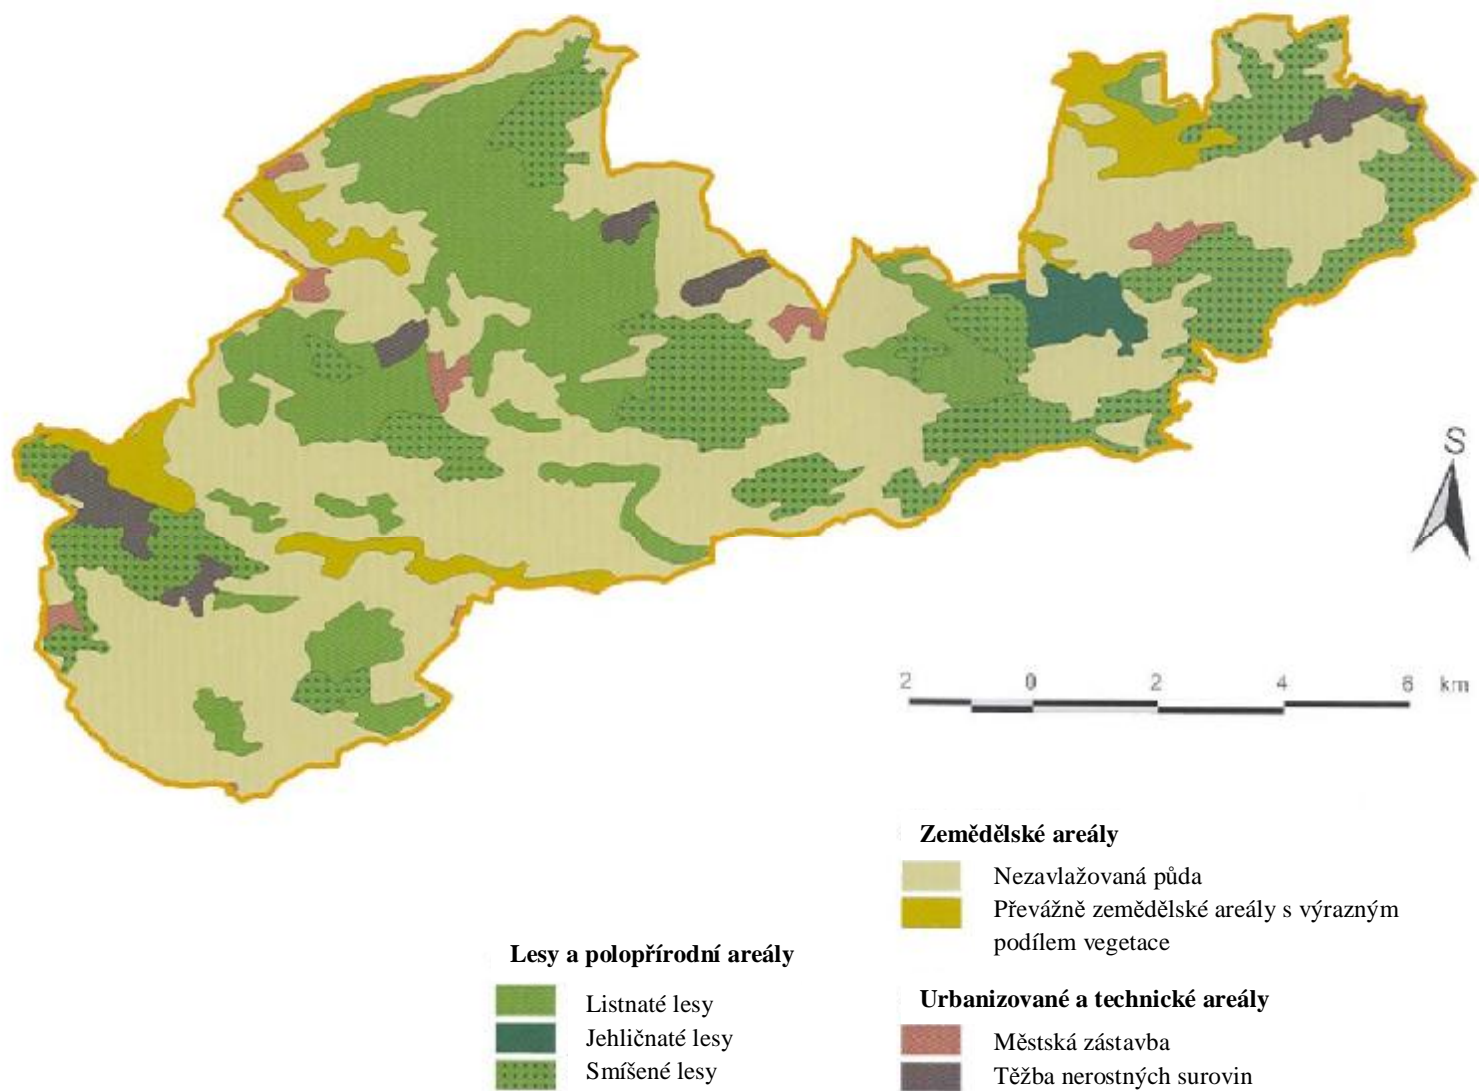 S
2 0 2 4 6 km
Zemědělské areály
Nezavlažovaná půda
Převážně zemědělské areály s výrazným
podílem vegetace
Lesy a polopřírodní areály
Listnaté lesy
Jehličnaté lesy
Smíšené lesy
Urbanizované a technické areály
Městská zástavba
Těžba nerostných surovin